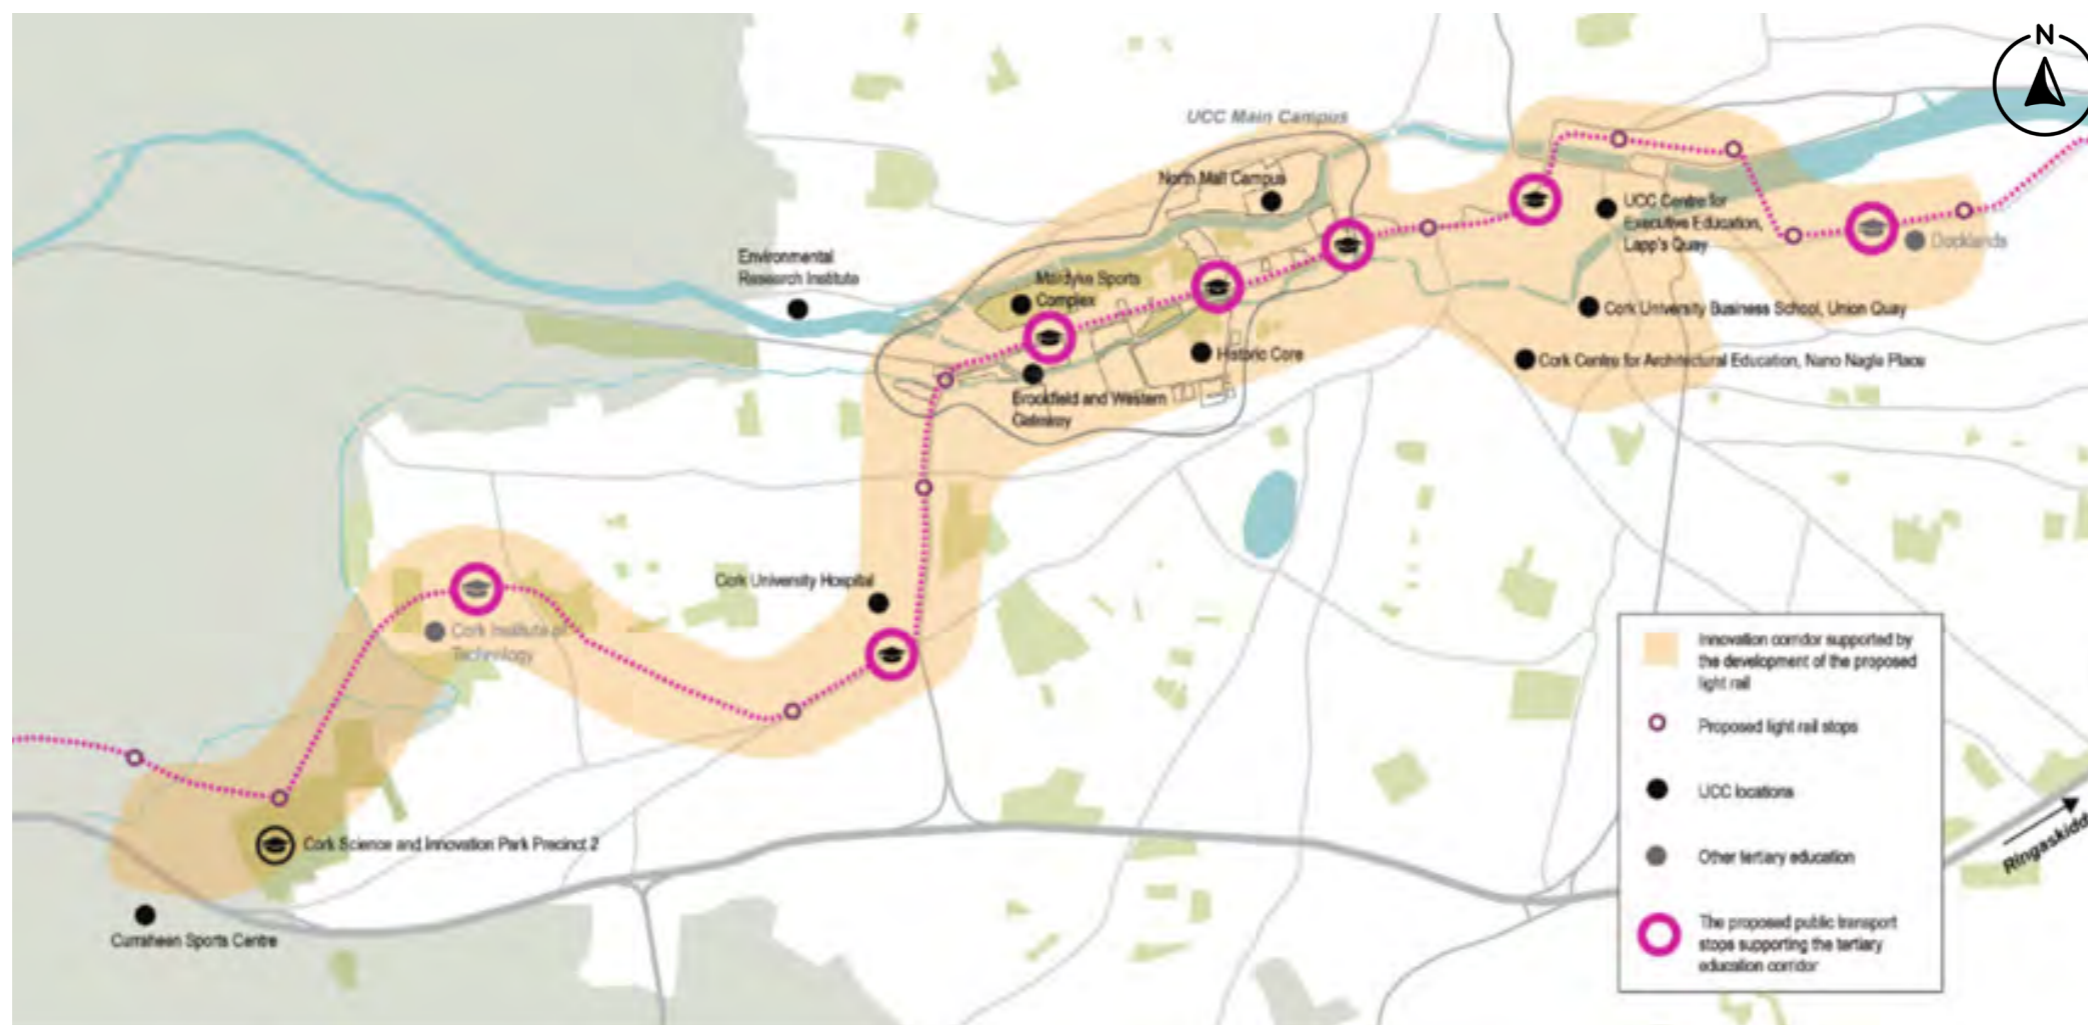 N
UCC Main Campus
North Mall Campus
UCC Centre for
Executive Education,
Lapp's Quay
Docklands
Environmental
Research Institute
Mardyke Sports
Complex
Cork University Business School, Union Quay
Historic Core
Cork Centre for Architectural Education, Nano Nagle Place
Brookfield and Western
Gateway
Cork University Hospital
Cork Institute of
Technology
Cork Science and Innovation Park Precinct 2
Curraheen Sports Centre
Innovation corridor supported by
the development of the proposed
light rail
Proposed light rail stops
UCC locations
Other tertiary education
The proposed public transport
stops supporting the tertiary
education corridor
Ringaskidd